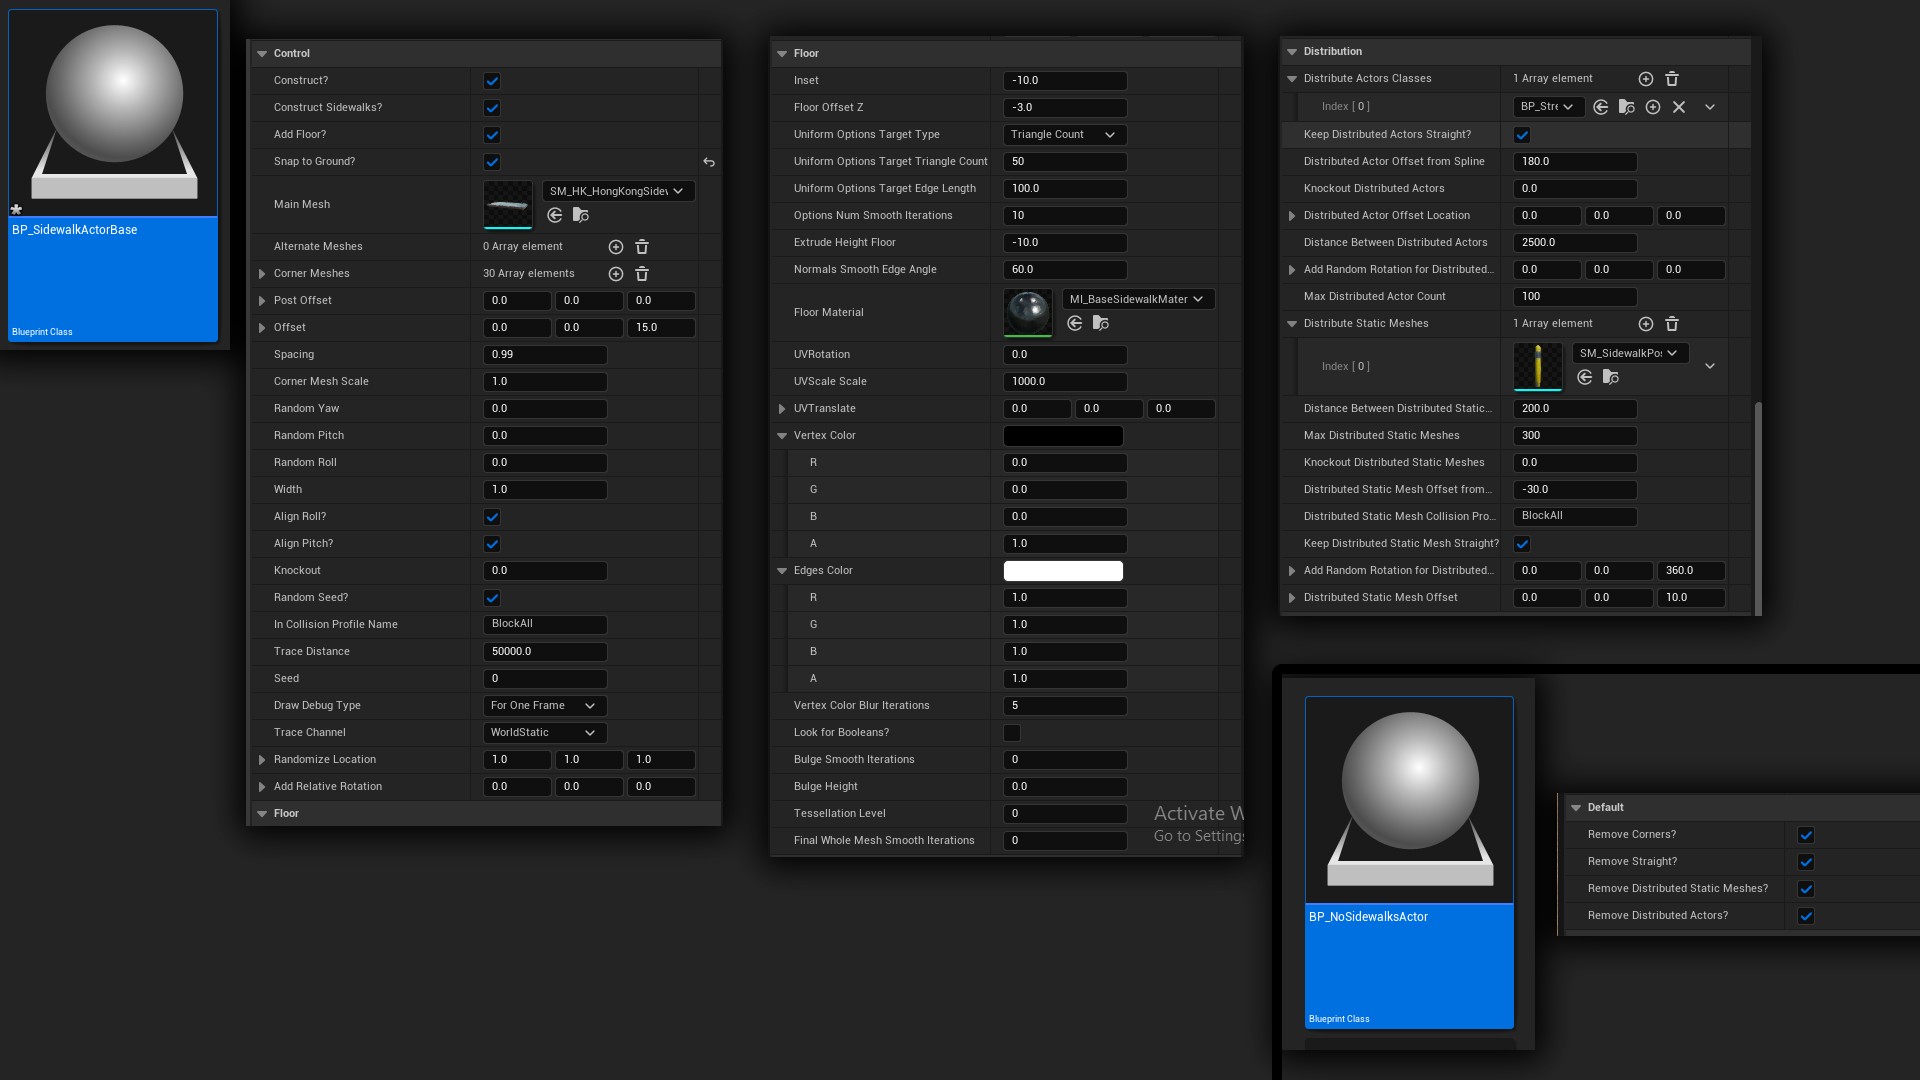 BP_SidewalkActorBase
Blueprint Class
Control
Construct?
Construct Sidewalks?
Add Floor?
Snap to Ground?
Main Mesh SM_HK_HongKongSidev
Alternate Meshes 0 Array element
Corner Meshes 30 Array elements
Post Offset 0.0 0.0 0.0
Offset 0.0 0.0 15.0
Spacing 0.99
Corner Mesh Scale 1.0
Random Yaw 0.0
Random Pitch 0.0
Random Roll 0.0
Width 1.0
Align Roll?
Align Pitch?
Knockout 0.0
Random Seed?
In Collision Profile Name BlockAll
Trace Distance 50000.0
Seed 0
Draw Debug Type For One Frame
Trace Channel WorldStatic
Randomize Location 1.0 1.0 1.0
Add Relative Rotation 0.0 0.0 0.0
Floor
Floor
Inset -10.0
Floor Offset Z -3.0
Uniform Options Target Type Triangle Count
Uniform Options Target Triangle Count 50
Uniform Options Target Edge Length 100.0
Options Num Smooth Iterations 10
Extrude Height Floor -10.0
Normals Smooth Edge Angle 60.0
Floor Material MI_BaseSidewalkMater
UVRotation 0.0
UVScale Scale 1000.0
UVTranslate 0.0 0.0 0.0
Vertex Color
R 0.0
G 0.0
B 0.0
A 1.0
Edges Color
R 1.0
G 1.0
B 1.0
A 1.0
Vertex Color Blur Iterations 5
Look for Booleans?
Bulge Smooth Iterations 0
Bulge Height 0.0
Tessellation Level 0
Final Whole Mesh Smooth Iterations 0
Activate W
Go to Settings
Distribution
Distribute Actors Classes 1 Array element
Index [ 0 ] BP_Stre
Keep Distributed Actors Straight?
Distributed Actor Offset from Spline 180.0
Knockout Distributed Actors 0.0
Distributed Actor Offset Location 0.0 0.0 0.0
Distance Between Distributed Actors 2500.0
Add Random Rotation for Distributed... 0.0 0.0 0.0
Max Distributed Actor Count 100
Distribute Static Meshes 1 Array element
Index [ 0 ] SM_SidewalkPos
Distance Between Distributed Static... 200.0
Max Distributed Static Meshes 300
Knockout Distributed Static Meshes 0.0
Distributed Static Mesh Offset from... -30.0
Distributed Static Mesh Collision Pro... BlockAll
Keep Distributed Static Mesh Straight?
Add Random Rotation for Distributed... 0.0 0.0 360.0
Distributed Static Mesh Offset 0.0 0.0 10.0
BP_NoSidewalksActor
Blueprint Class
Default
Remove Corners?
Remove Straight?
Remove Distributed Static Meshes?
Remove Distributed Actors?